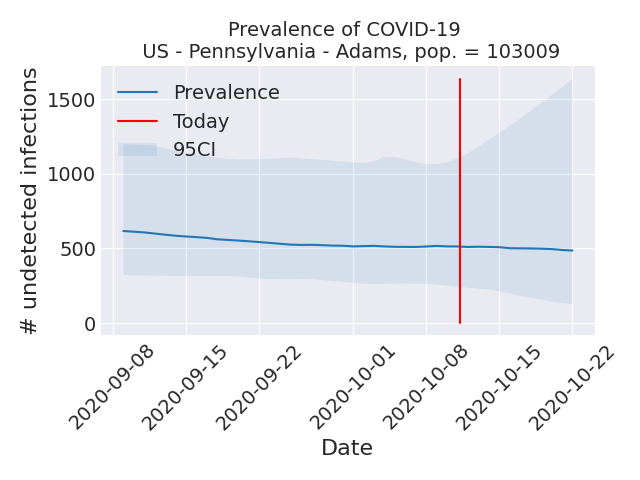 Prevalence of COVID-19
US - Pennsylvania - Adams, pop. = 103009
# undetected infections
1500
1000
500
0
Prevalence
Today
95CI
2020-09-08
2020-09-15
2020-09-22
2020-10-01
2020-10-08
2020-10-15
2020-10-22
Date